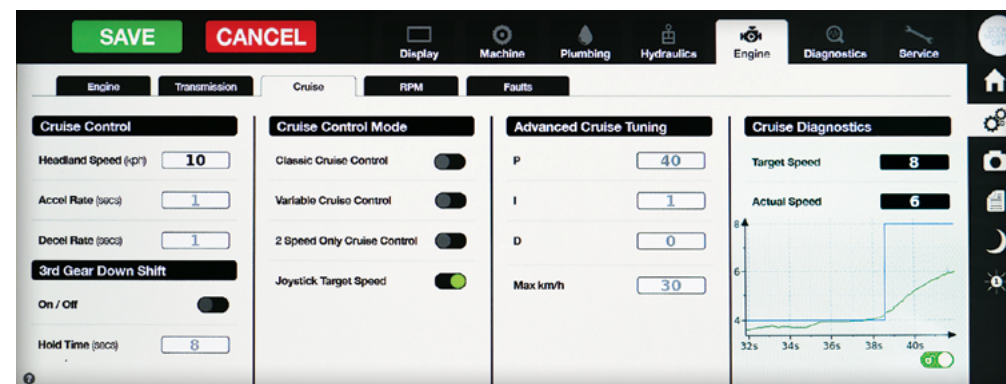 SAVE
CANCEL
Display
Machine
Plumbing
Hydraulics
Engine
Diagnostics
Service
Engine
Transmission
Cruise
RPM
Faults
Cruise Control
Headland Speed (kph)
10
Accel Rate (secs)
1
Decel Rate (secs)
1
3rd Gear Down Shift
On / Off
Hold Time (secs)
8
?
Cruise Control Mode
Classic Cruise Control
Variable Cruise Control
2 Speed Only Cruise Control
Joystick Target Speed
Advanced Cruise Tuning
P
40
I
1
D
0
Max km/h
30
Cruise Diagnostics
Target Speed
8
Actual Speed
6
8
6
4
32s 34s 36s 38s 40s